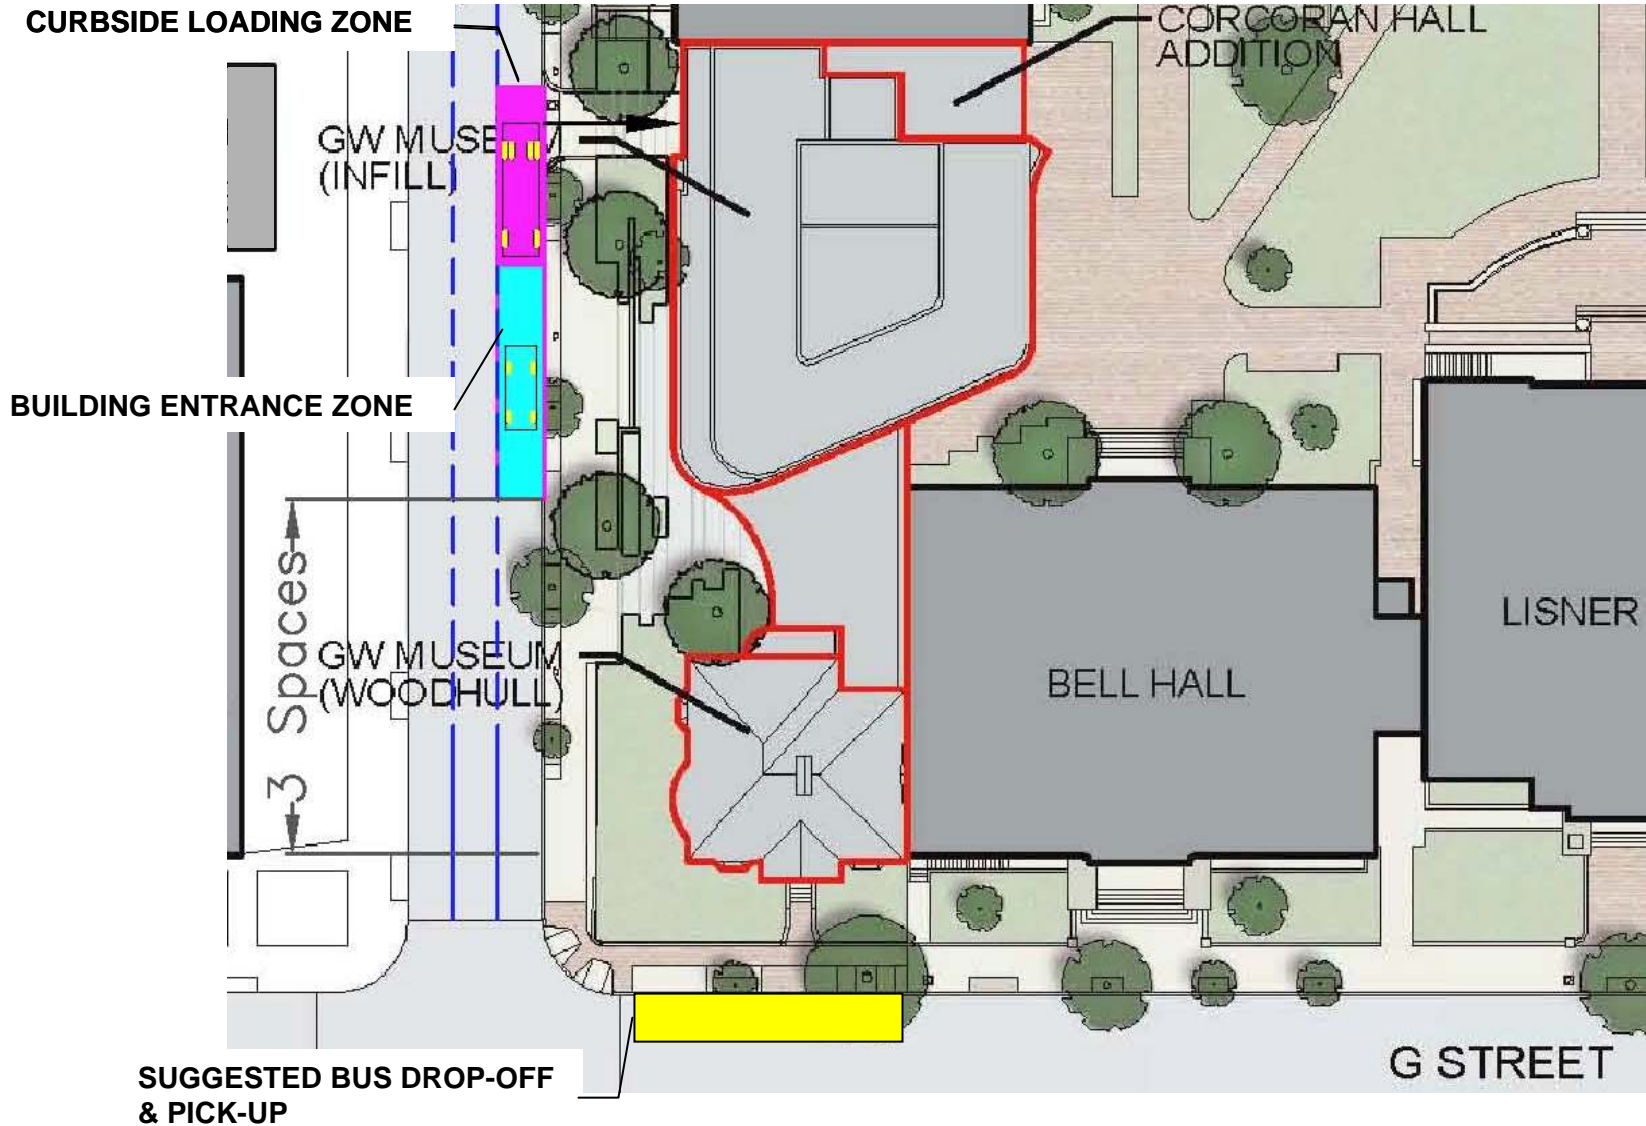 CURBSIDE LOADING ZONE
CORCORAN HALL
ADDITION
GW MUSEUM
(INFILL)
BUILDING ENTRANCE ZONE
3 Spaces
GW MUSEUM
(WOODHULL)
BELL HALL
LISNER
G STREET
SUGGESTED BUS DROP-OFF
& PICK-UP